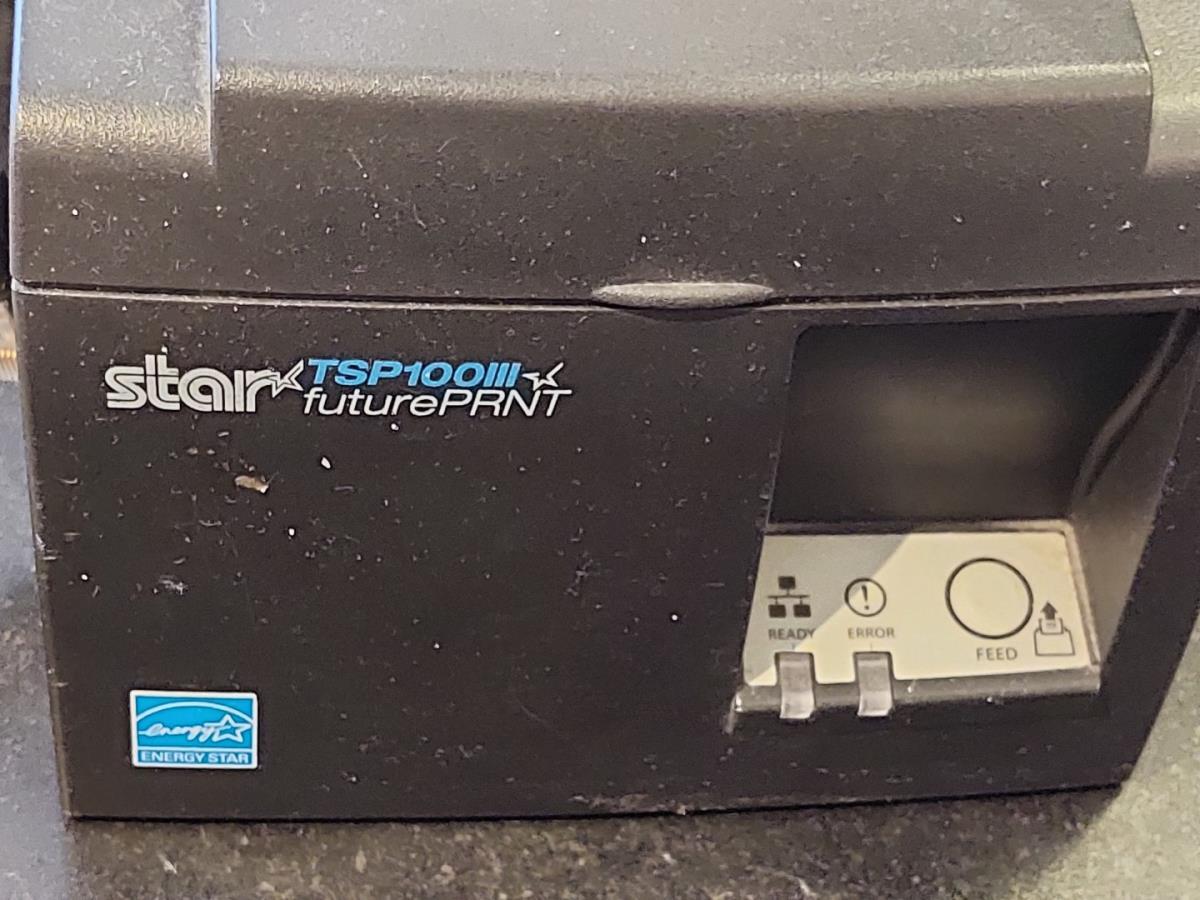 star TSP100III
futurePRNT
READY ERROR
FEED
energy
ENERGY STAR